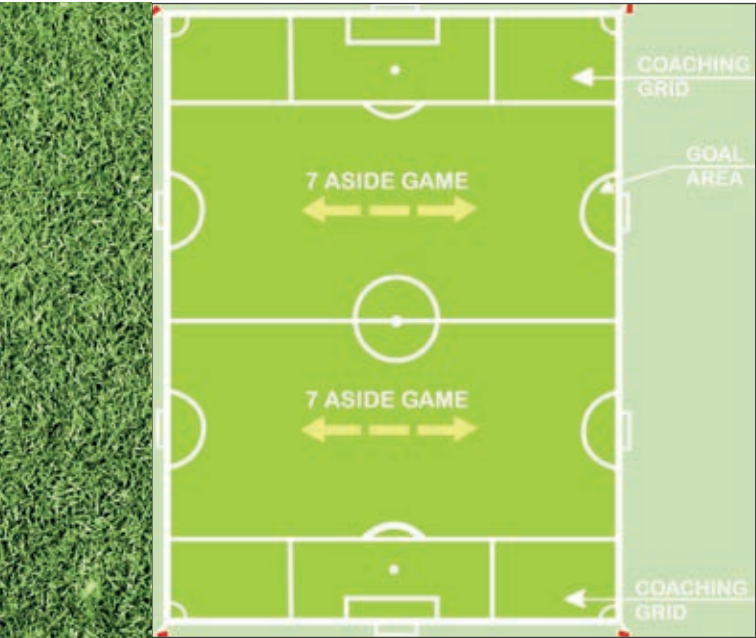 COACHING
GRID
GOAL
AREA
7 ASIDE GAME
7 ASIDE GAME
COACHING
GRID